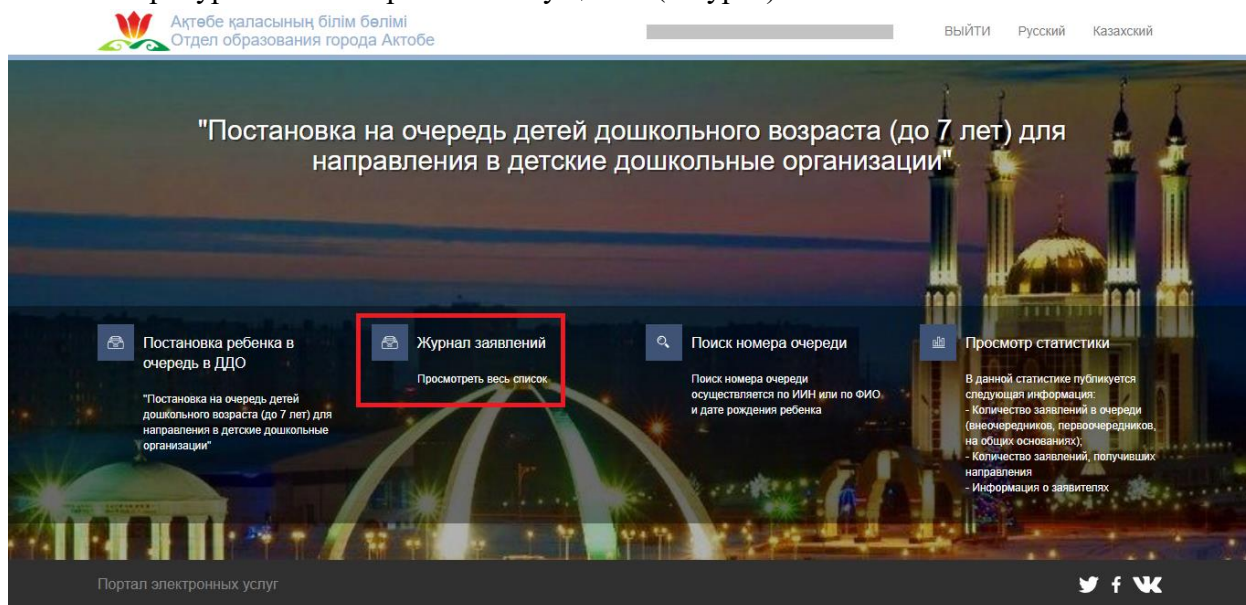 Ақтөбе қаласының білім бөлімі
Отдел образования города Актобе
ВЫЙТИ Русский Казахский
"Постановка на очередь детей дошкольного возраста (до 7 лет) для
направления в детские дошкольные организации"
Постановка ребенка в
очередь в ДДО
"Постановка на очередь детей
дошкольного возраста (до 7 лет) для
направления в детские дошкольные
организации"
Журнал заявлений
Просмотреть весь список
Поиск номера очереди
Поиск номера очереди
осуществляется по ИИН или по ФИО
и дате рождения ребенка
Просмотр статистики
В данной статистике публикуется
следующая информация:
- Количество заявлений в очереди
(внеочередников, первоочередников,
на общих основаниях);
- Количество заявлений, получивших
направления
- Информация о заявителях
Портал электронных услуг